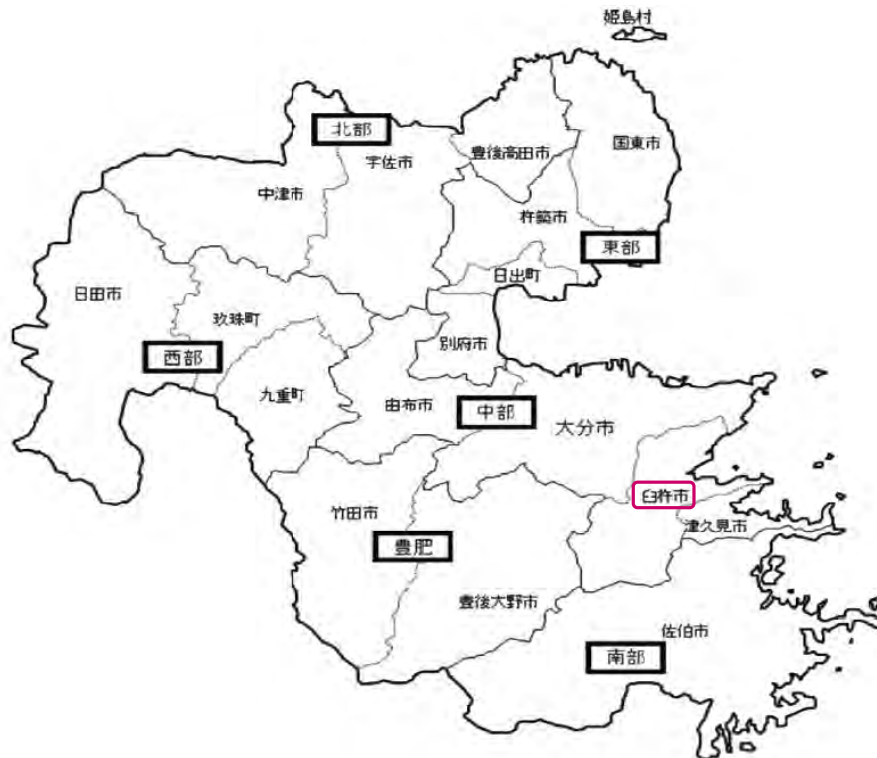 姫島村
北部
豊後高田市
国東市
宇佐市
中津市
杵築市
東部
日出町
日田市
玖珠町
別府市
西部
九重町
由布市
中部
大分市
臼杵市
竹田市
津久見市
豊肥
豊後大野市
佐伯市
南部